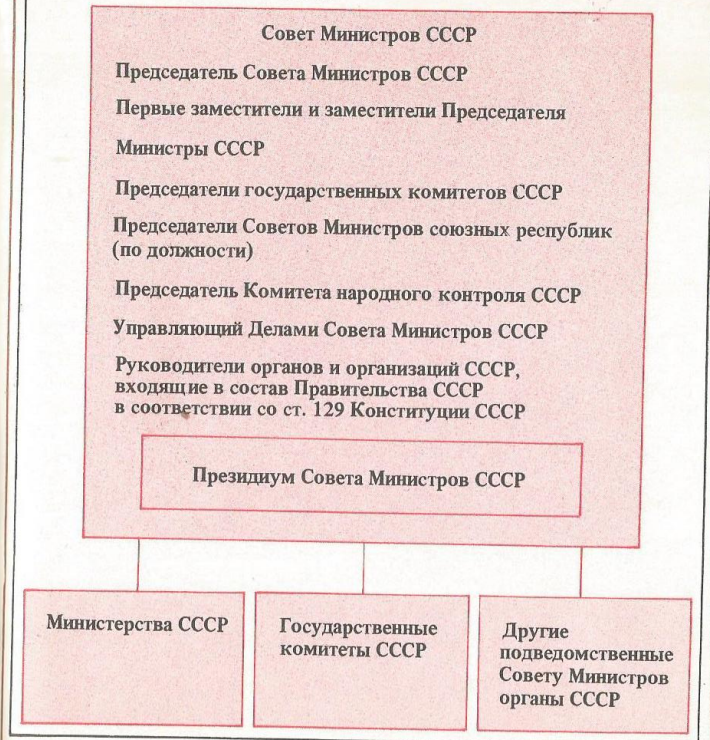 Совет Министров СССР
Председатель Совета Министров СССР
Первые заместители и заместители Председателя
Министры СССР
Председатели государственных комитетов СССР
Председатели Советов Министров союзных республик
(по должности)
Председатель Комитета народного контроля СССР
Управляющий Делами Совета Министров СССР
Руководители органов и организаций СССР,
входящие в состав Правительства СССР
в соответствии со ст. 129 Конституции СССР
Президиум Совета Министров СССР
Министерства СССР
Государственные
комитеты СССР
Другие
подведомственные
Совету Министров
органы СССР